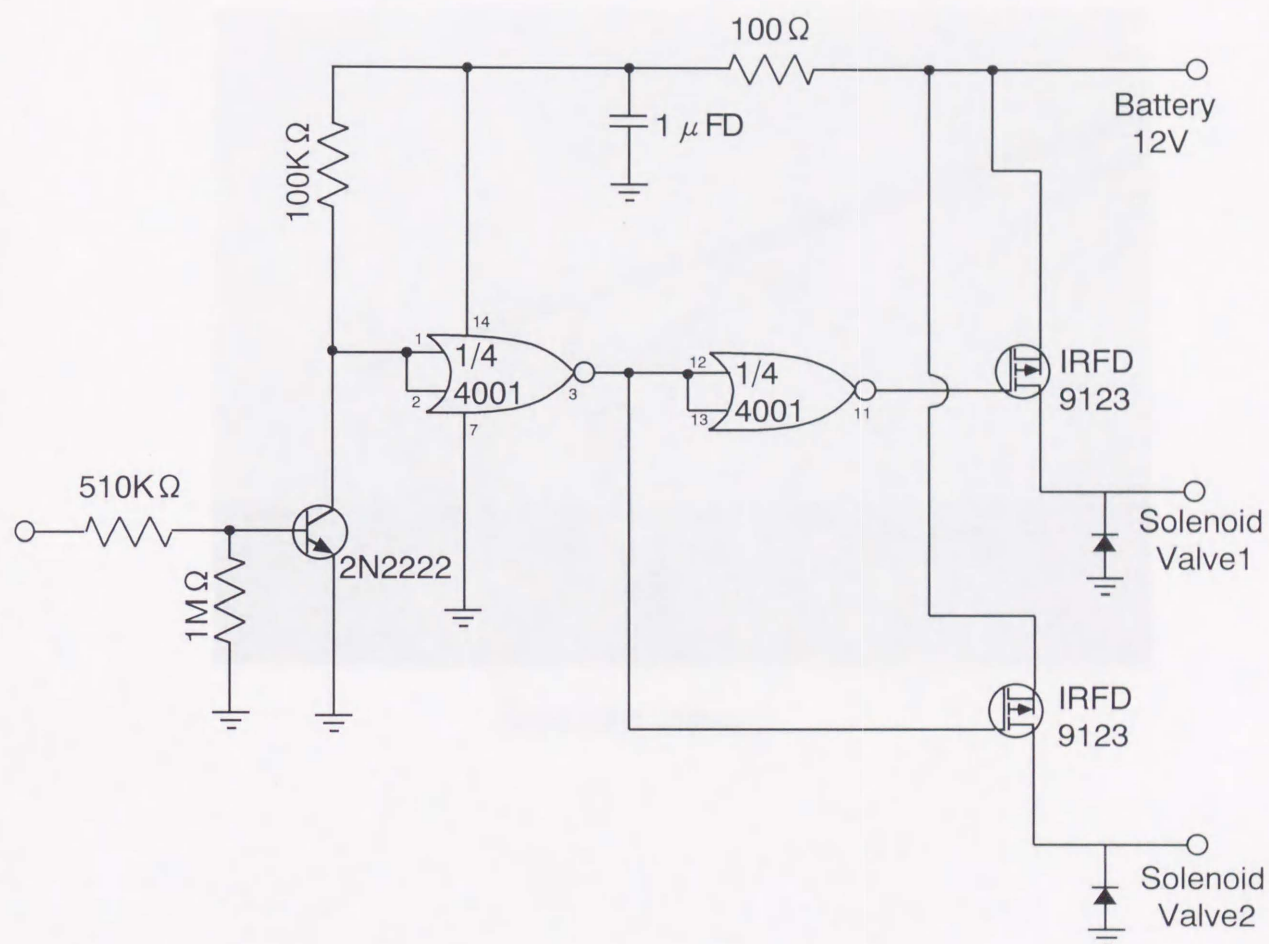 100Ω
Battery
12V
1 μFD
100KΩ
14
1
1/4
2
4001
3
7
12
1/4
13
4001
11
IRFD
9123
510KΩ
2N2222
1MΩ
Solenoid
Valve1
IRFD
9123
Solenoid
Valve2